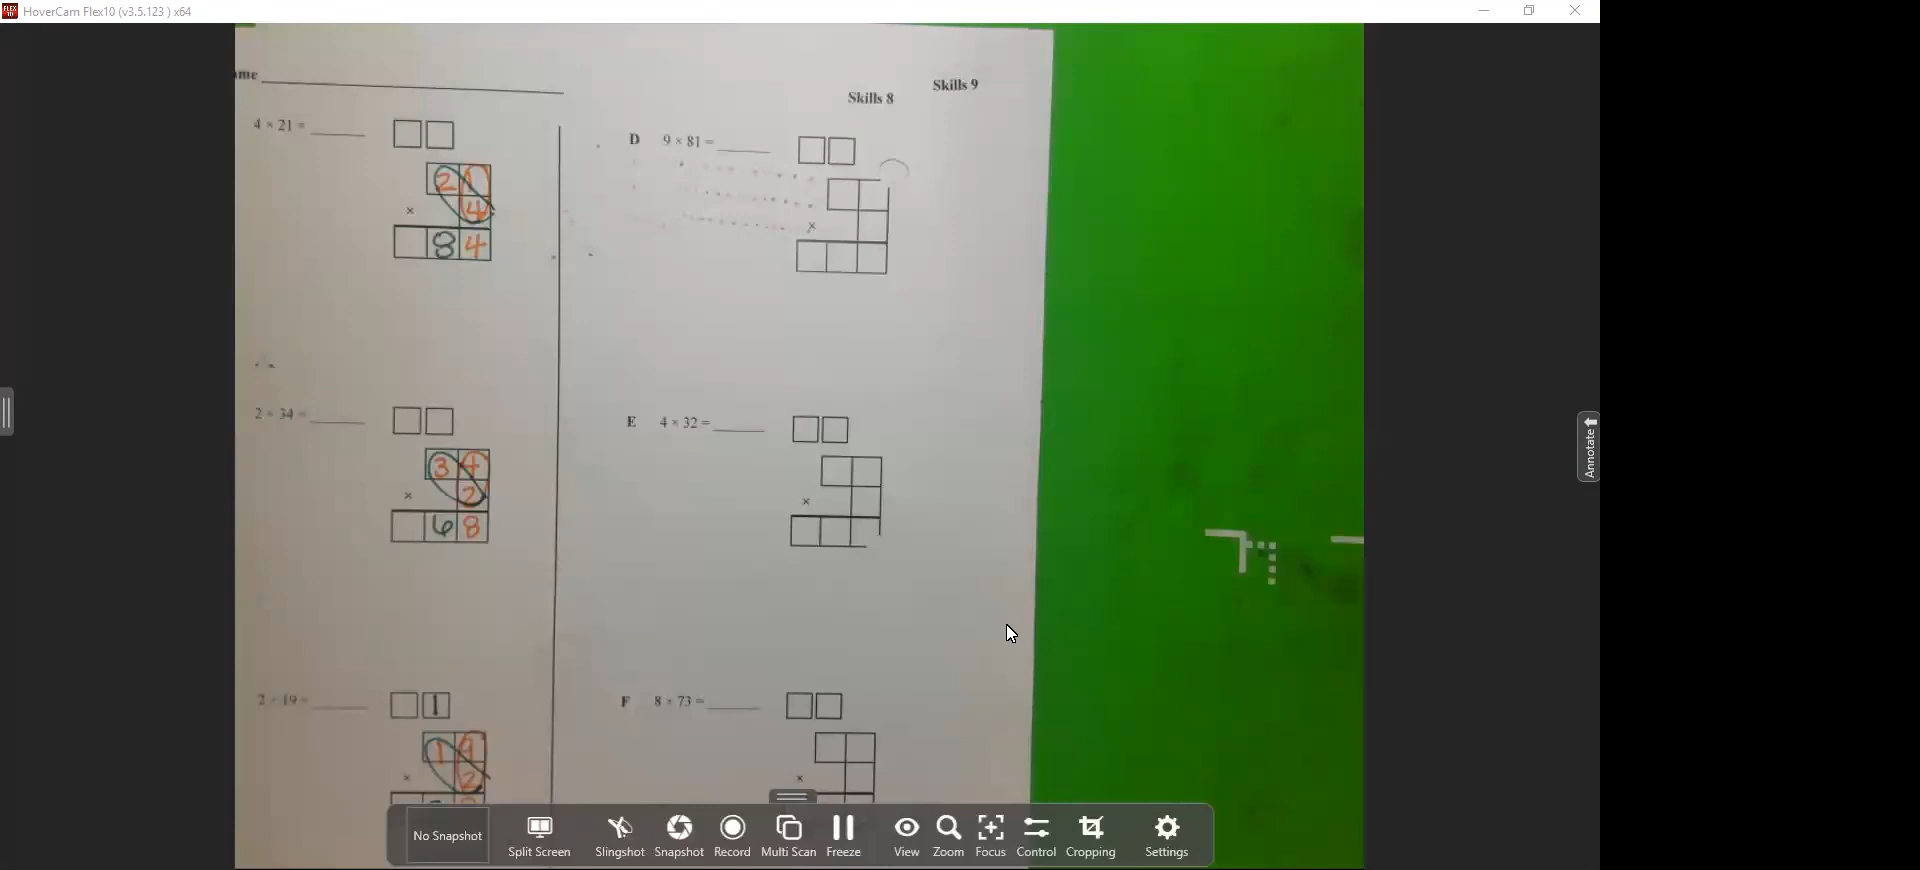 HoverCam Flex10 (v3.5.123 ) x64
me
Skills 8
Skills 9
4 × 21 =
2 1
× 4
8 4
D 9 × 81 =
×
2 × 34 =
3 4
× 2
6 8
E 4 × 32 =
×
2 × 19 =
1
1 9
× 2
F 8 × 73 =
×
Annotate
No Snapshot
Split Screen
Slingshot
Snapshot
Record
Multi Scan
Freeze
View
Zoom
Focus
Control
Cropping
Settings